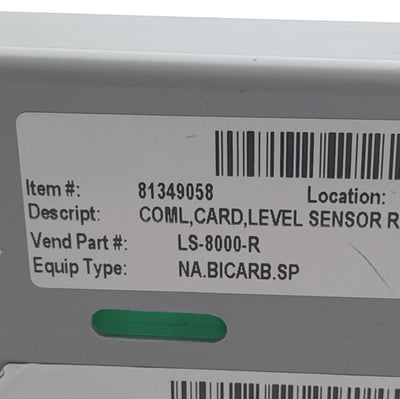 Item #: 81349058 Location:
Descript: COML,CARD,LEVEL SENSOR R
Vend Part #: LS-8000-R
Equip Type: NA.BICARB.SP